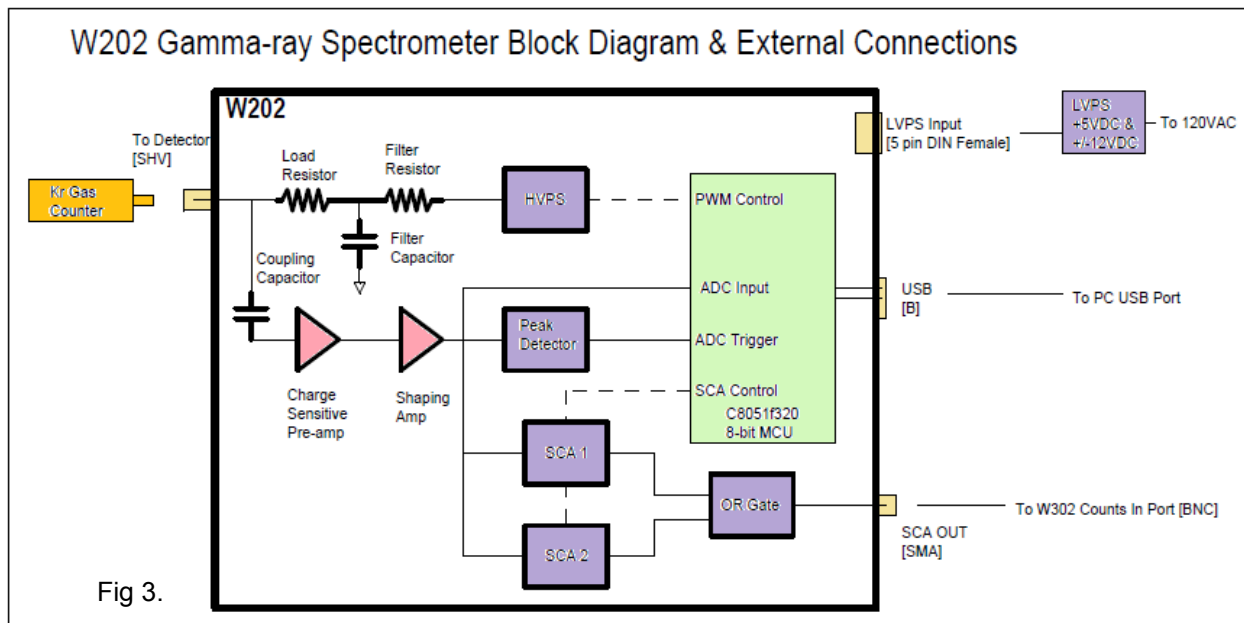 W202 Gamma-ray Spectrometer Block Diagram & External Connections
W202
To Detector
[SHV]
Kr Gas
Counter
Load
Resistor
Filter
Resistor
HVPS
Filter
Capacitor
Coupling
Capacitor
Charge
Sensitive
Pre-amp
Shaping
Amp
Peak
Detector
PWM Control
ADC Input
ADC Trigger
SCA Control
C8051f320
8-bit MCU
SCA 1
SCA 2
OR Gate
LVPS Input
[5 pin DIN Female]
LVPS
+5VDC &
+/-12VDC
To 120VAC
USB
[B]
To PC USB Port
SCA OUT
[SMA]
To W302 Counts In Port [BNC]
Fig 3.